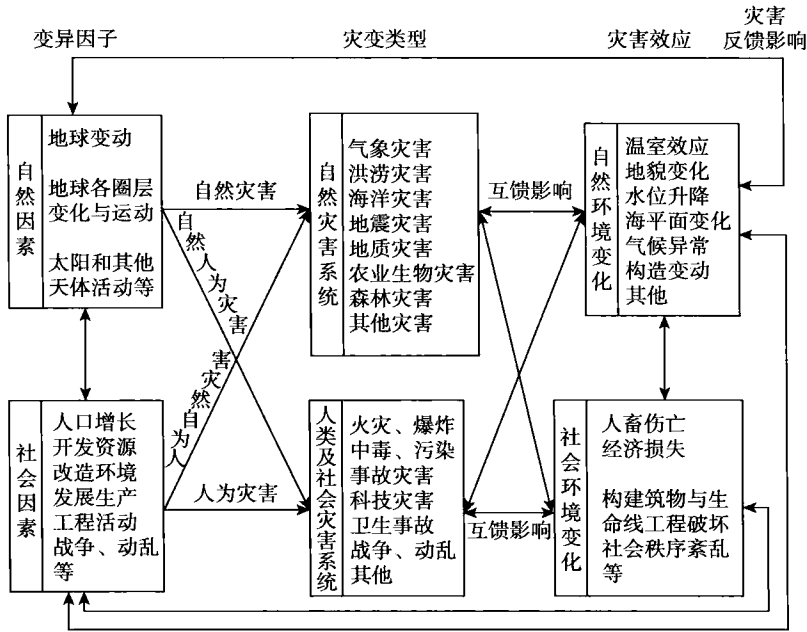 变异因子
灾变类型
灾害效应
灾害
反馈影响
自然因素
地球变动
地球各圈层
变化与运动
太阳和其他
天体活动等
自然灾害
自然人为灾害
自然灾害系统
气象灾害
洪涝灾害
海洋灾害
地震灾害
地质灾害
农业生物灾害
森林灾害
其他灾害
互馈影响
自然环境变化
温室效应
地貌变化
水位升降
海平面变化
气候异常
构造变动
其他
社会因素
人口增长
开发资源
改造环境
发展生产
工程活动
战争、动乱
等
人为自然灾害
人为灾害
人类及社会灾害系统
火灾、爆炸
中毒、污染
事故灾害
科技灾害
卫生事故
战争、动乱
其他
互馈影响
社会环境变化
人畜伤亡
经济损失
构建筑物与生
命线工程破坏
社会秩序紊乱
等